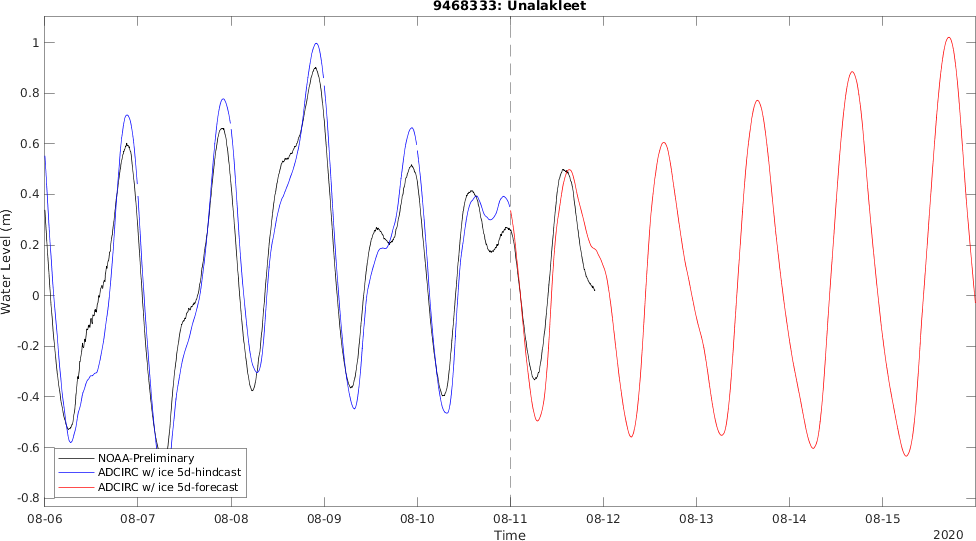 9468333: Unalakleet
Water Level (m)
1
0.8
0.6
0.4
0.2
0
-0.2
-0.4
-0.6
-0.8
NOAA-Preliminary
ADCIRC w/ ice 5d-hindcast
ADCIRC w/ ice 5d-forecast
08-06 08-07 08-08 08-09 08-10 08-11 08-12 08-13 08-14 08-15
Time
2020